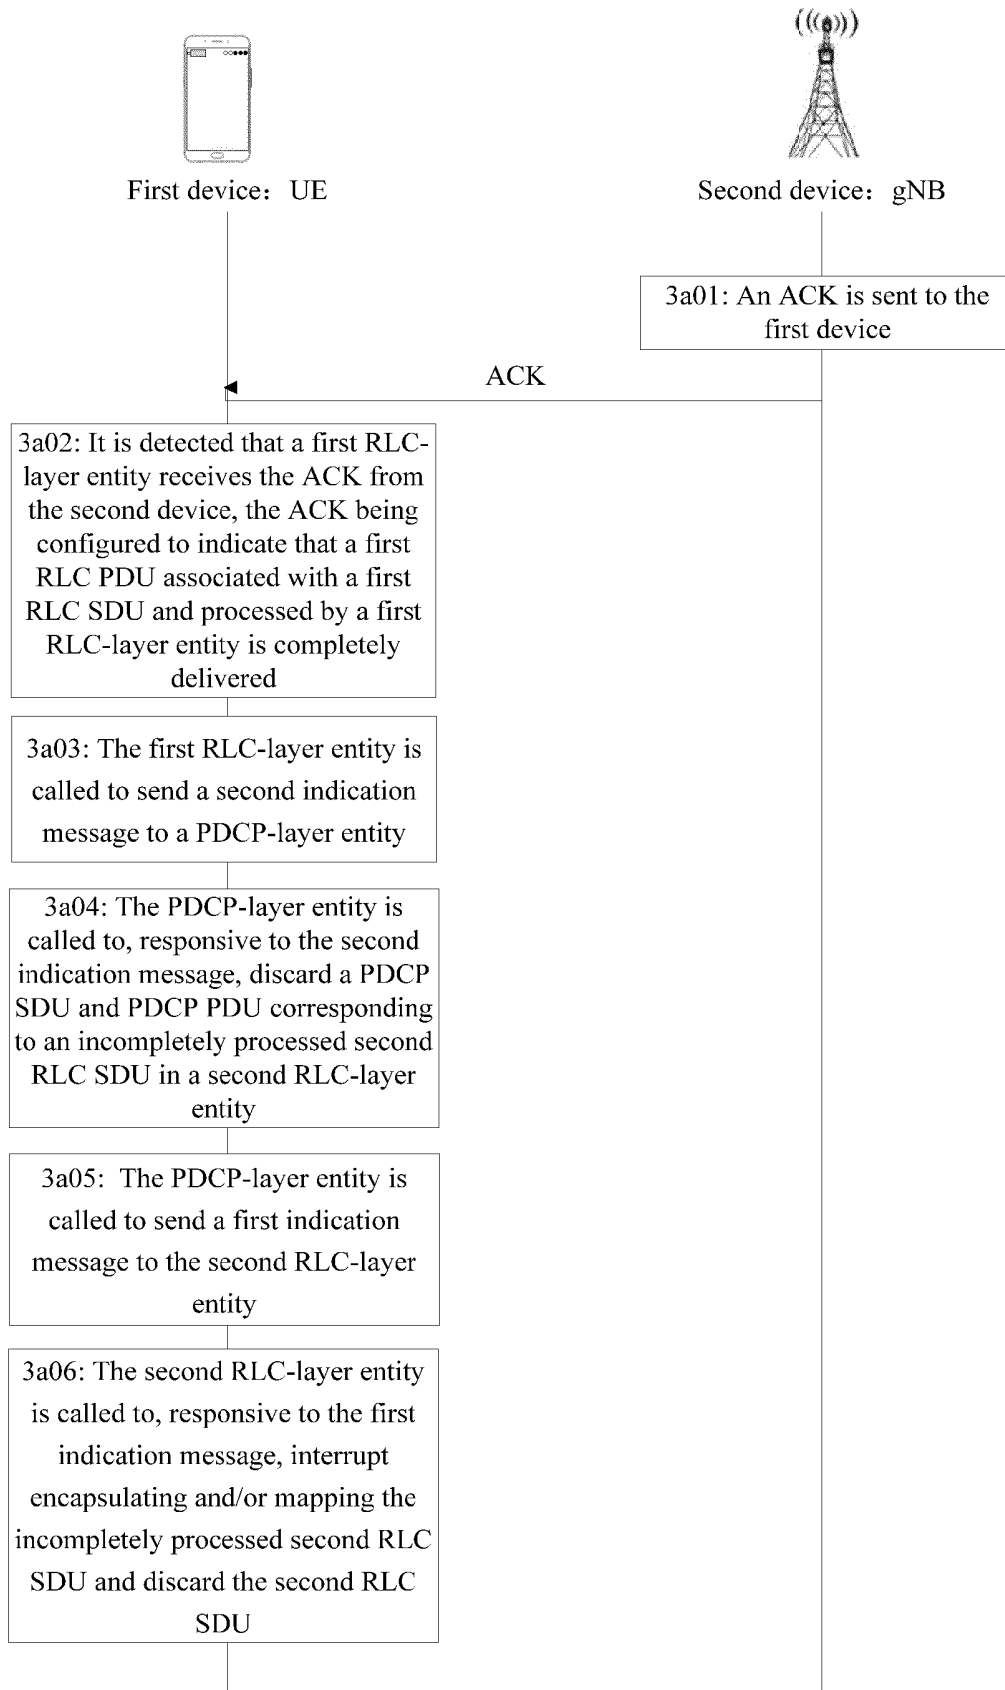 First device: UE
Second device: gNB
3a01: An ACK is sent to the
first device
ACK
3a02: It is detected that a first RLC-
layer entity receives the ACK from
the second device, the ACK being
configured to indicate that a first
RLC PDU associated with a first
RLC SDU and processed by a first
RLC-layer entity is completely
delivered
3a03: The first RLC-layer entity is
called to send a second indication
message to a PDCP-layer entity
3a04: The PDCP-layer entity is
called to, responsive to the second
indication message, discard a PDCP
SDU and PDCP PDU corresponding
to an incompletely processed second
RLC SDU in a second RLC-layer
entity
3a05: The PDCP-layer entity is
called to send a first indication
message to the second RLC-layer
entity
3a06: The second RLC-layer entity
is called to, responsive to the first
indication message, interrupt
encapsulating and/or mapping the
incompletely processed second RLC
SDU and discard the second RLC
SDU